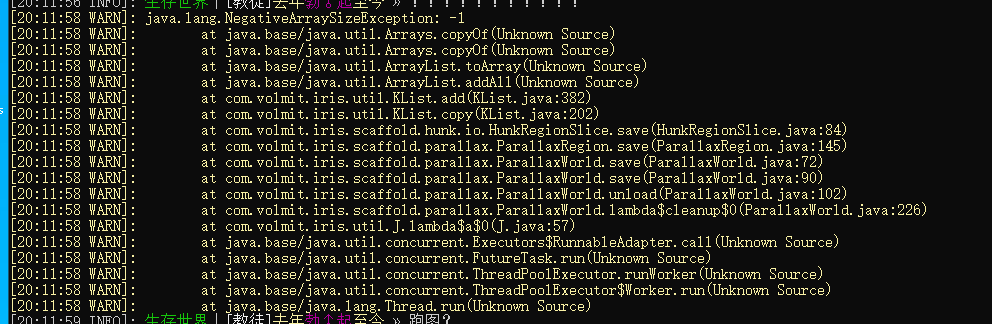 [20:11:56 INFO]: 生存世界 | [教徒]去年勃个起至今 » ！！！！！！！！！！！
[20:11:58 WARN]: java.lang.NegativeArraySizeException: -1
[20:11:58 WARN]:        at java.base/java.util.Arrays.copyOf(Unknown Source)
[20:11:58 WARN]:        at java.base/java.util.Arrays.copyOf(Unknown Source)
[20:11:58 WARN]:        at java.base/java.util.ArrayList.toArray(Unknown Source)
[20:11:58 WARN]:        at java.base/java.util.ArrayList.addAll(Unknown Source)
[20:11:58 WARN]:        at com.volmit.iris.util.KList.add(KList.java:382)
[20:11:58 WARN]:        at com.volmit.iris.util.KList.copy(KList.java:202)
[20:11:58 WARN]:        at com.volmit.iris.scaffold.hunk.io.HunkRegionSlice.save(HunkRegionSlice.java:84)
[20:11:58 WARN]:        at com.volmit.iris.scaffold.parallax.ParallaxRegion.save(ParallaxRegion.java:145)
[20:11:58 WARN]:        at com.volmit.iris.scaffold.parallax.ParallaxWorld.save(ParallaxWorld.java:72)
[20:11:58 WARN]:        at com.volmit.iris.scaffold.parallax.ParallaxWorld.save(ParallaxWorld.java:90)
[20:11:58 WARN]:        at com.volmit.iris.scaffold.parallax.ParallaxWorld.unload(ParallaxWorld.java:102)
[20:11:58 WARN]:        at com.volmit.iris.scaffold.parallax.ParallaxWorld.lambda$cleanup$0(ParallaxWorld.java:226)
[20:11:58 WARN]:        at com.volmit.iris.util.J.lambda$a$0(J.java:57)
[20:11:58 WARN]:        at java.base/java.util.concurrent.Executors$RunnableAdapter.call(Unknown Source)
[20:11:58 WARN]:        at java.base/java.util.concurrent.FutureTask.run(Unknown Source)
[20:11:58 WARN]:        at java.base/java.util.concurrent.ThreadPoolExecutor.runWorker(Unknown Source)
[20:11:58 WARN]:        at java.base/java.util.concurrent.ThreadPoolExecutor$Worker.run(Unknown Source)
[20:11:58 WARN]:        at java.base/java.lang.Thread.run(Unknown Source)
[20:11:59 INFO]: 生存世界 | [教徒]去年勃个起至今 » 跑图?